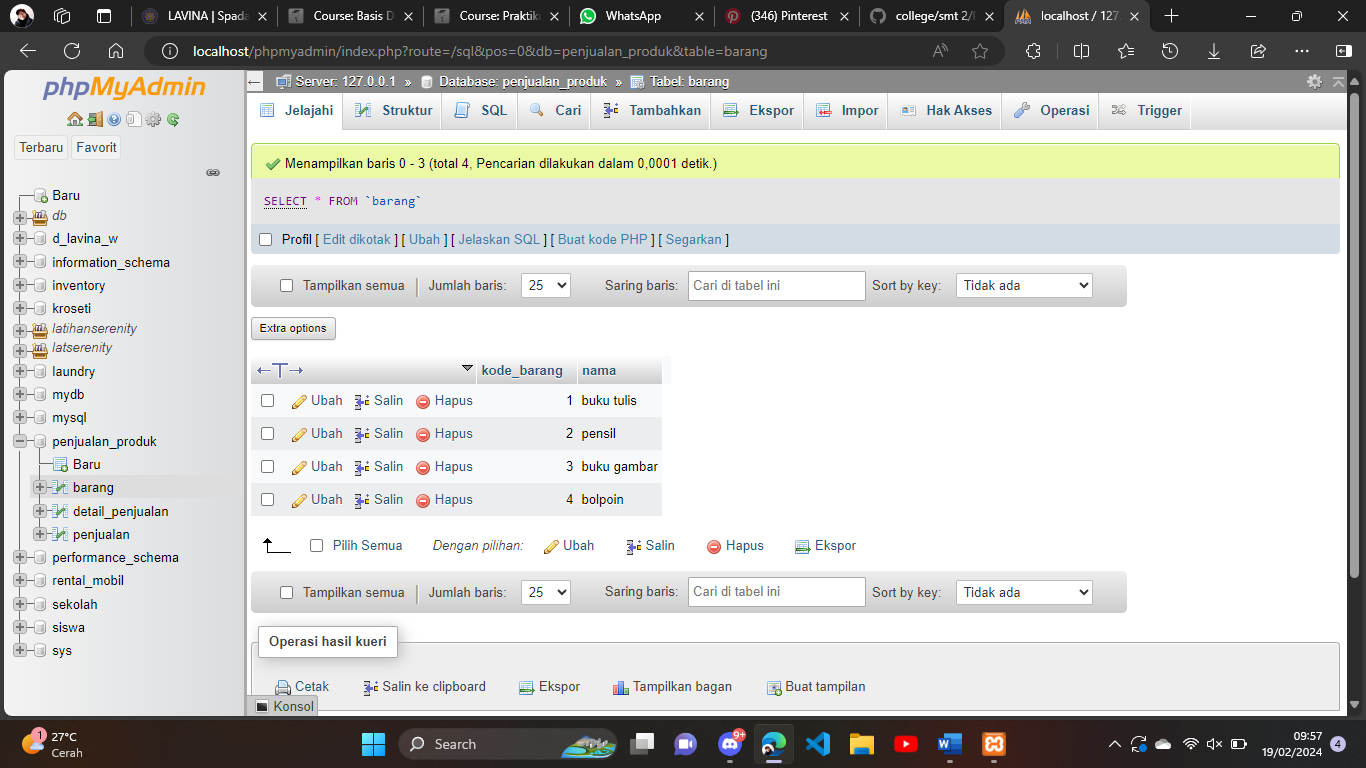 LAVINA | Spada
Course: Basis D
Course: Praktik
WhatsApp
(346) Pinterest
college/smt 2/
localhost / 127.
localhost/phpmyadmin/index.php?route=/sql&pos=0&db=penjualan_produk&table=barang
phpMyAdmin
Terbaru Favorit
Baru
db
d_lavina_w
information_schema
inventory
kroseti
latihanserenity
latserenity
laundry
mydb
mysql
penjualan_produk
Baru
barang
detail_penjualan
penjualan
performance_schema
rental_mobil
sekolah
siswa
sys
Server: 127.0.0.1 » Database: penjualan_produk » Tabel: barang
Jelajahi Struktur SQL Cari Tambahkan Ekspor Impor Hak Akses Operasi Trigger
Menampilkan baris 0 - 3 (total 4, Pencarian dilakukan dalam 0,0001 detik.)
SELECT * FROM `barang`
Profil [ Edit dikotak ] [ Ubah ] [ Jelaskan SQL ] [ Buat kode PHP ] [ Segarkan ]
Tampilkan semua | Jumlah baris: 25 Saring baris: Cari di tabel ini Sort by key: Tidak ada
Extra options
←T→ kode_barang nama
Ubah Salin Hapus 1 buku tulis
Ubah Salin Hapus 2 pensil
Ubah Salin Hapus 3 buku gambar
Ubah Salin Hapus 4 bolpoin
Pilih Semua Dengan pilihan: Ubah Salin Hapus Ekspor
Tampilkan semua | Jumlah baris: 25 Saring baris: Cari di tabel ini Sort by key: Tidak ada
Operasi hasil kueri
Cetak Salin ke clipboard Ekspor Tampilkan bagan Buat tampilan
Konsol
1
27°C
Cerah
Search
9+
09:57
19/02/2024
4